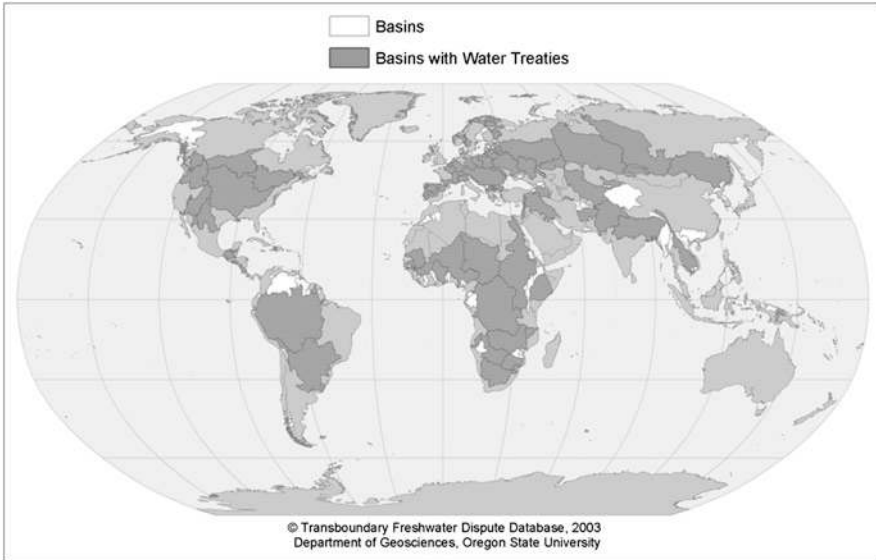 Basins
Basins with Water Treaties
© Transboundary Freshwater Dispute Database, 2003
Department of Geosciences, Oregon State University